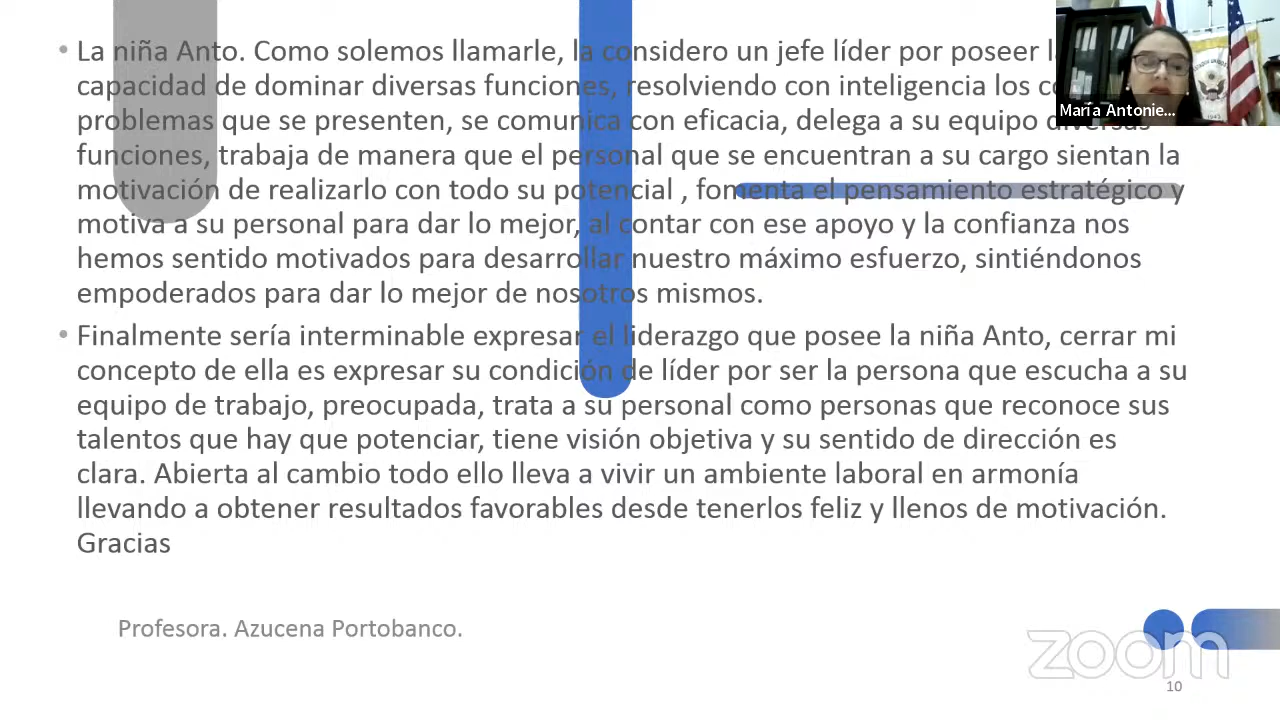 • La niña Anto. Como solemos llamarle, la considero un jefe líder por poseer
capacidad de dominar diversas funciones, resolviendo con inteligencia los
problemas que se presenten, se comunica con eficacia, delega a su equipo diversas
funciones, trabaja de manera que el personal que se encuentran a su cargo sientan la
motivación de realizarlo con todo su potencial , fomenta el pensamiento estratégico y
motiva a su personal para dar lo mejor, al contar con ese apoyo y la confianza nos
hemos sentido motivados para desarrollar nuestro máximo esfuerzo, sintiéndonos
empoderados para dar lo mejor de nosotros mismos.
• Finalmente sería interminable expresar el liderazgo que posee la niña Anto, cerrar mi
concepto de ella es expresar su condición de líder por ser la persona que escucha a su
equipo de trabajo, preocupada, trata a su personal como personas que reconoce sus
talentos que hay que potenciar, tiene visión objetiva y su sentido de dirección es
clara. Abierta al cambio todo ello lleva a vivir un ambiente laboral en armonía
llevando a obtener resultados favorables desde tenerlos feliz y llenos de motivación.
Gracias
Profesora. Azucena Portobanco.
María Antonie...
zoom
10